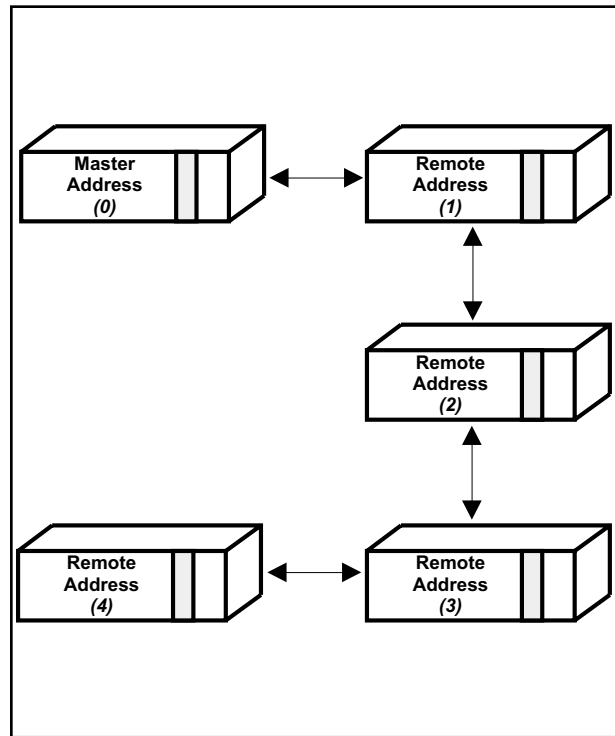 Master
Address
(0)
Remote
Address
(1)
Remote
Address
(2)
Remote
Address
(4)
Remote
Address
(3)